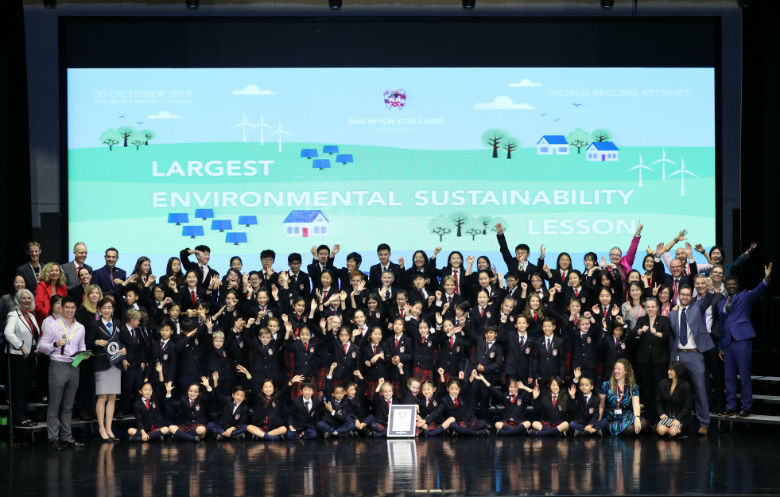 30 OCTOBER 2019
DULWICH COLLEGE
WORLD RECORD ATTEMPT
LARGEST
ENVIRONMENTAL SUSTAINABILITY
LESSON